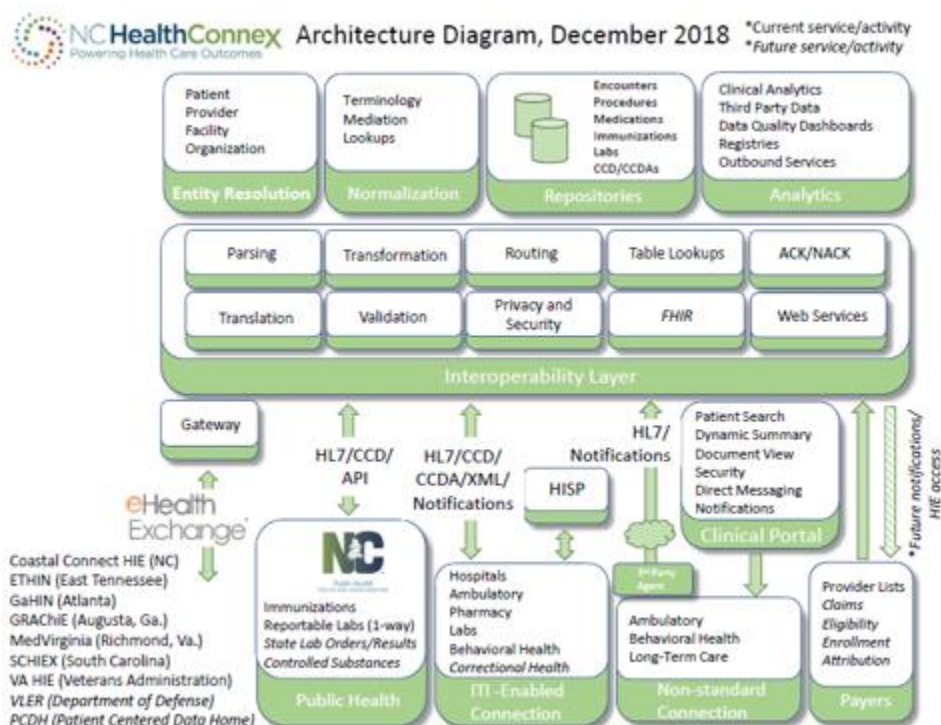 NCHealthConnex
Powering Health Care Outcomes
Architecture Diagram, December 2018
*Current service/activity
*Future service/activity
Patient
Provider
Facility
Organization
Entity Resolution
Terminology
Mediation
Lookups
Normalization
Encounters
Procedures
Medications
Immunizations
Labs
CCD/CCDAs
Repositories
Clinical Analytics
Third Party Data
Data Quality Dashboards
Registries
Outbound Services
Analytics
Parsing
Transformation
Routing
Table Lookups
ACK/NACK
Translation
Validation
Privacy and
Security
FHIR
Web Services
Interoperability Layer
Gateway
eHealth
Exchange
Coastal Connect HIE (NC)
ETHIN (East Tennessee)
GaHIN (Atlanta)
GRAChiE (Augusta, Ga.)
MedVirginia (Richmond, Va.)
SCHIEX (South Carolina)
VA HIE (Veterans Administration)
VLER (Department of Defense)
PCDH (Patient Centered Data Home)
HL7/CCD/
API
Immunizations
Reportable Labs (1-way)
State Lab Orders/Results
Controlled Substances
Public Health
HL7/CCD/
CCDA/XML/
Notifications
HISP
Hospitals
Ambulatory
Pharmacy
Labs
Behavioral Health
Correctional Health
ITI -Enabled
Connection
HL7/
Notifications
3rd Party
Agent
Ambulatory
Behavioral Health
Long-Term Care
Non-standard
Connection
Patient Search
Dynamic Summary
Document View
Security
Direct Messaging
Notifications
Clinical Portal
*Future notifications/
HIE access
Provider Lists
Claims
Eligibility
Enrollment
Attribution
Payers